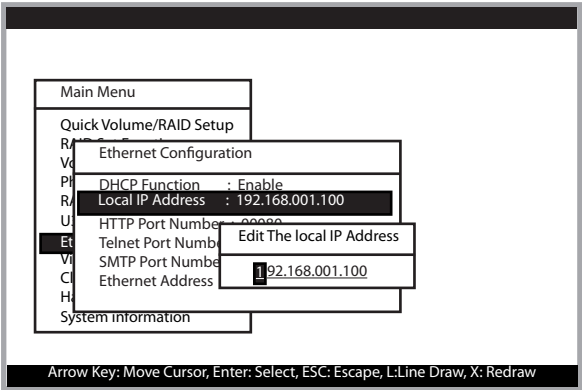 Main Menu
Quick Volume/RAID Setup
Ethernet Configuration
DHCP Function : Enable
Local IP Address : 192.168.001.100
HTTP Port Number : 00080
Telnet Port Numbe
SMTP Port Numbe
Ethernet Address
Edit The local IP Address
192.168.001.100
System information
Arrow Key: Move Cursor, Enter: Select, ESC: Escape, L:Line Draw, X: Redraw